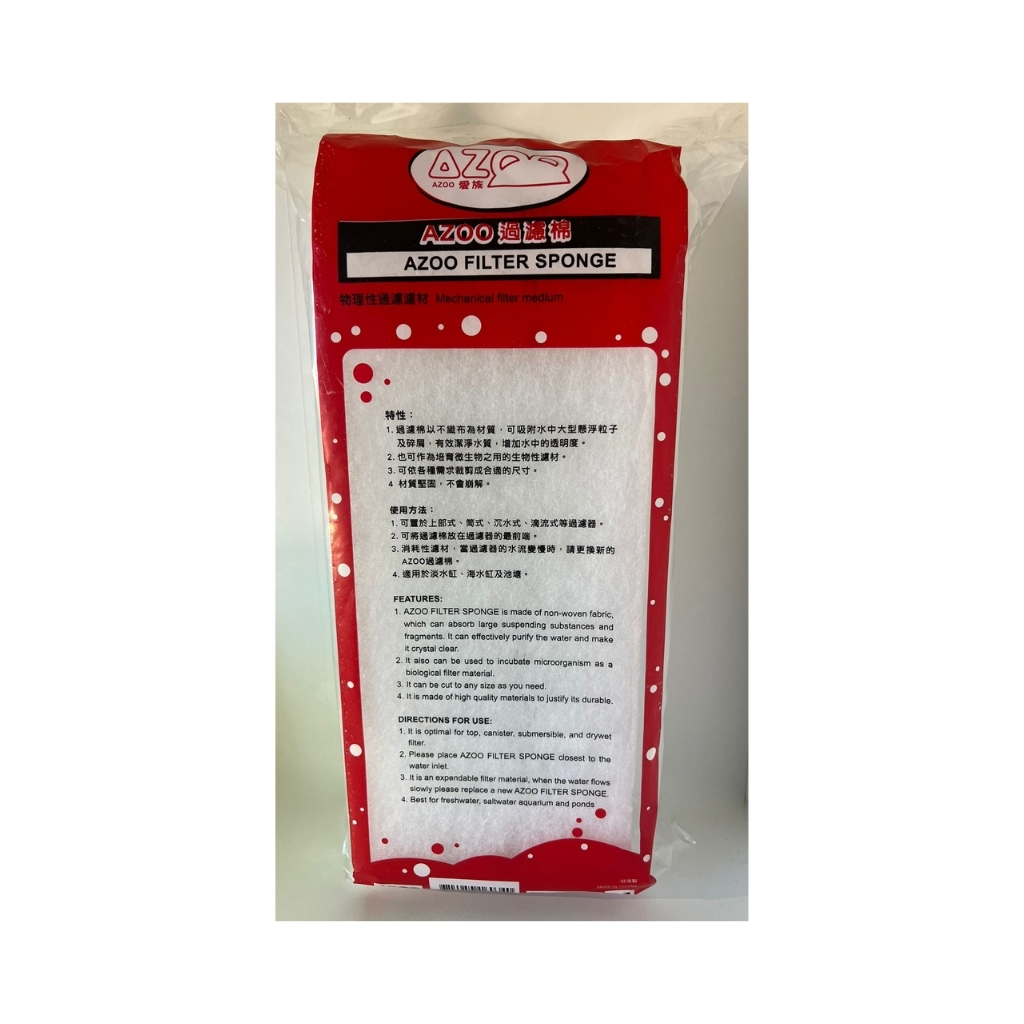 AZOO
AZOO 愛族
AZOO 過濾棉
AZOO FILTER SPONGE
物理性過濾濾材 Mechanical filter medium
特性：
1. 過濾棉以不織布為材質，可吸附水中大型懸浮粒子
及碎屑，有效潔淨水質，增加水中的透明度。
2. 也可作為培育微生物之用的生物性濾材。
3. 可依各種需求裁剪成合適的尺寸。
4 材質堅固，不會崩解。
使用方法：
1. 可置於上部式、筒式、沉水式、滴流式等過濾器。
2. 可將過濾棉放在過濾器的最前端。
3. 消耗性濾材，當過濾器的水流變慢時，請更換新的
AZOO過濾棉。
4. 適用於淡水缸、海水缸及池塘。
FEATURES:
1. AZOO FILTER SPONGE is made of non-woven fabric,
which can absorb large suspending substances and
fragments. It can effectively purify the water and make
it crystal clear.
2. It also can be used to incubate microorganism as a
biological filter material.
3. It can be cut to any size as you need.
4. It is made of high quality materials to justify its durable.
DIRECTIONS FOR USE:
1. It is optimal for top, canister, submersible, and drywet
filter.
2. Please place AZOO FILTER SPONGE closest to the
water inlet.
3. It is an expendable filter material, when the water flows
slowly please replace a new AZOO FILTER SPONGE.
4. Best for freshwater, saltwater aquarium and ponds